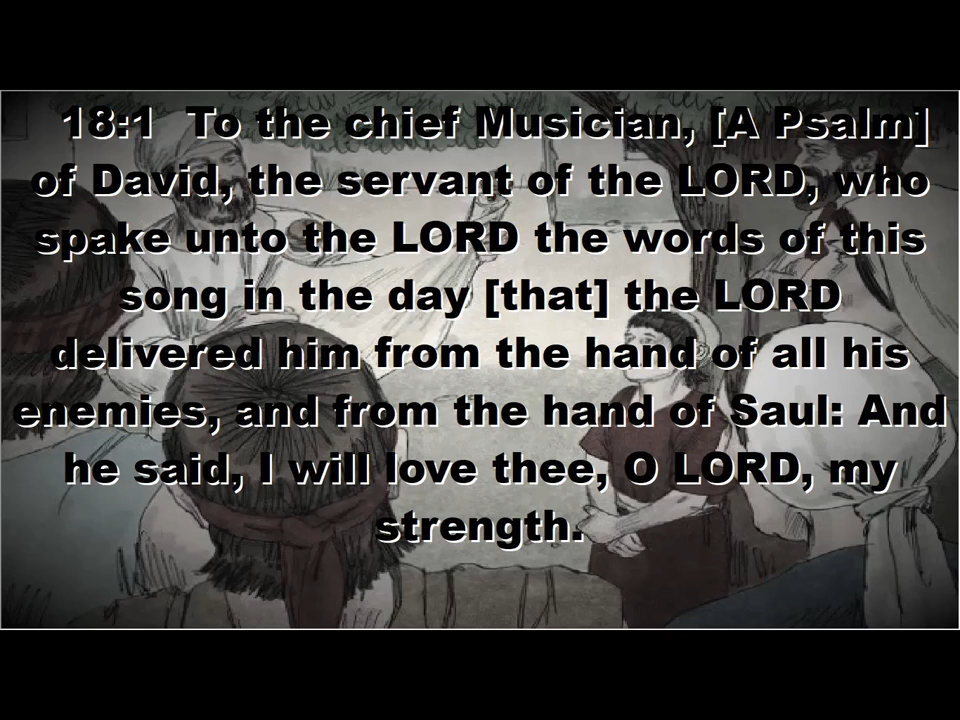 18:1 To the chief Musician, [A Psalm]
of David, the servant of the LORD, who
spake unto the LORD the words of this
song in the day [that] the LORD
delivered him from the hand of all his
enemies, and from the hand of Saul: And
he said, I will love thee, O LORD, my
strength.